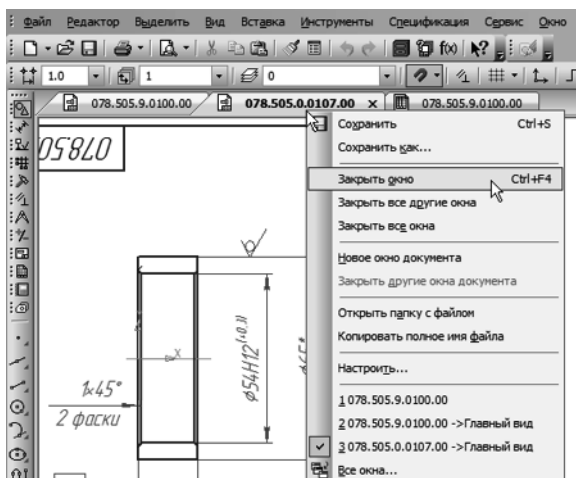 Файл Редактор Выделить Вид Вставка Инструменты Спецификация Сервис Окно
f(x)
1.0 1 0
078.505.9.0100.00 078.505.0.0107.00 × 078.505.9.0100.00
Сохранить Ctrl+S
Сохранить как...
Закрыть окно Ctrl+F4
Закрыть все другие окна
Закрыть все окна
Новое окно документа
Закрыть другие окна документа
Открыть папку с файлом
Копировать полное имя файла
Настроить...
1 078.505.9.0100.00
2 078.505.9.0100.00 ->Главный вид
3 078.505.0.0107.00 ->Главный вид
Все окна...
07850
X
1×45°
2 фаски